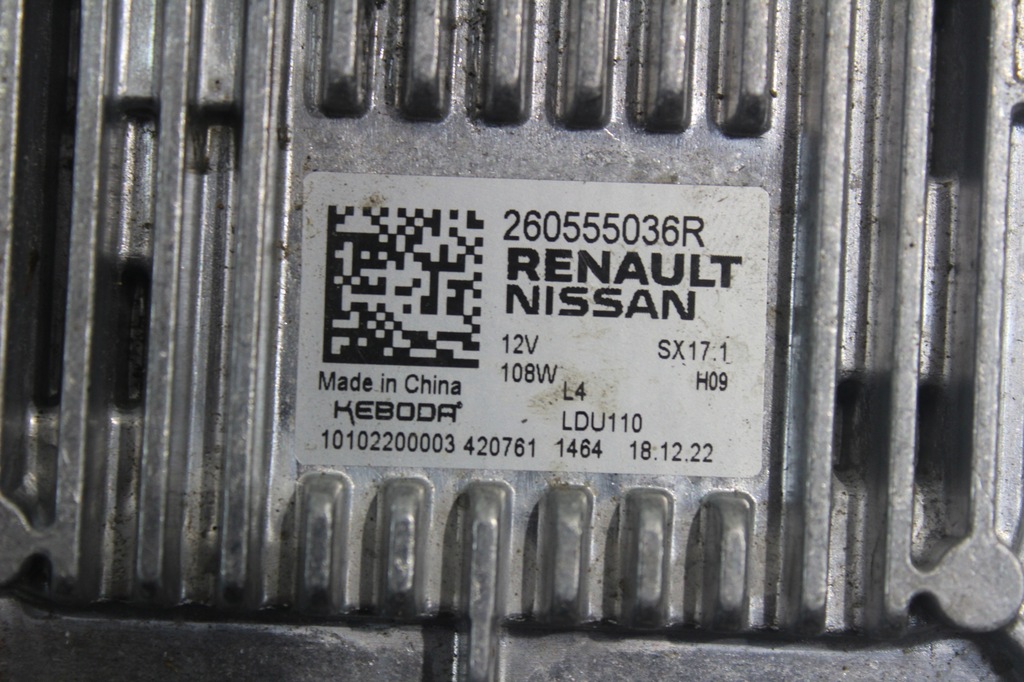 260555036R
RENAULT
NISSAN
12V SX17.1
108W H09
Made in China L4
KEBODA LDU110
10102200003 420761 1464 18.12.22